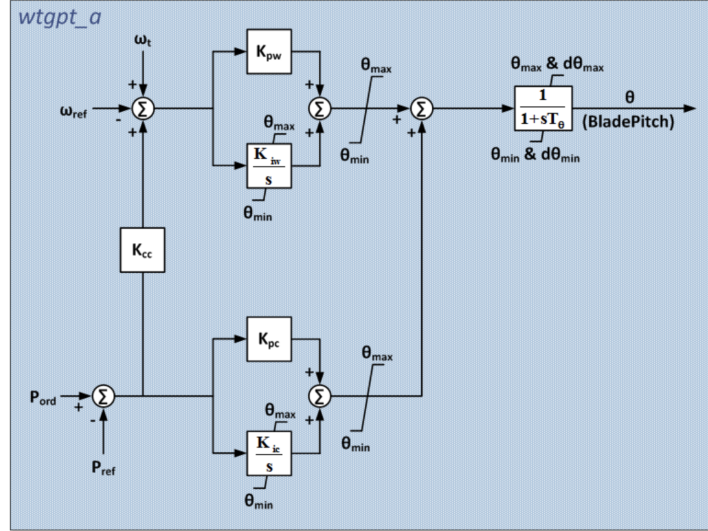 wtgpt_a
ωt
Kpw
θmax
θmax & dθmax
+
+
ωref
Σ
-
+
Σ
+
θmax
+
Σ
1
1+sTθ
θ
(BladePitch)
Kiw
s
θmin
θmin & dθmin
θmin
+
Kcc
Kpc
θmax
+
Pord
Σ
+
-
Σ
θmax
+
Pref
Kic
s
θmin
θmin